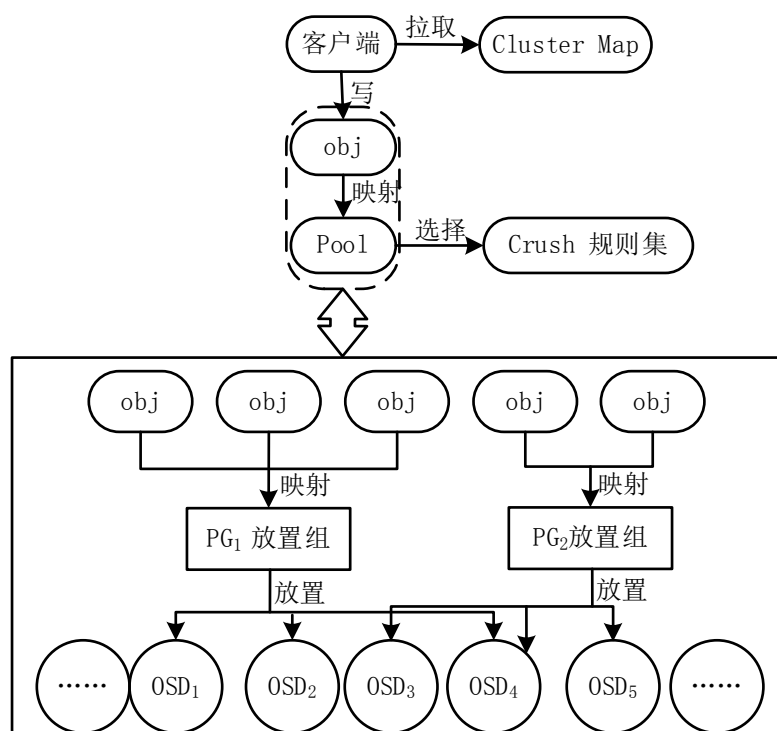 客户端 拉取 Cluster Map
写
obj
映射
Pool 选择 Crush 规则集
obj obj obj obj obj
映射 映射
PG₁ 放置组 PG₂放置组
放置 放置
…… OSD₁ OSD₂ OSD₃ OSD₄ OSD₅ ……